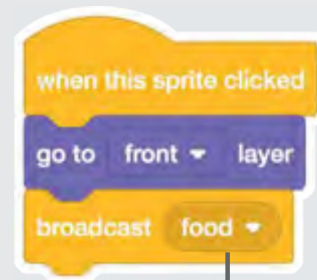 when this sprite clicked
go to front layer
broadcast food